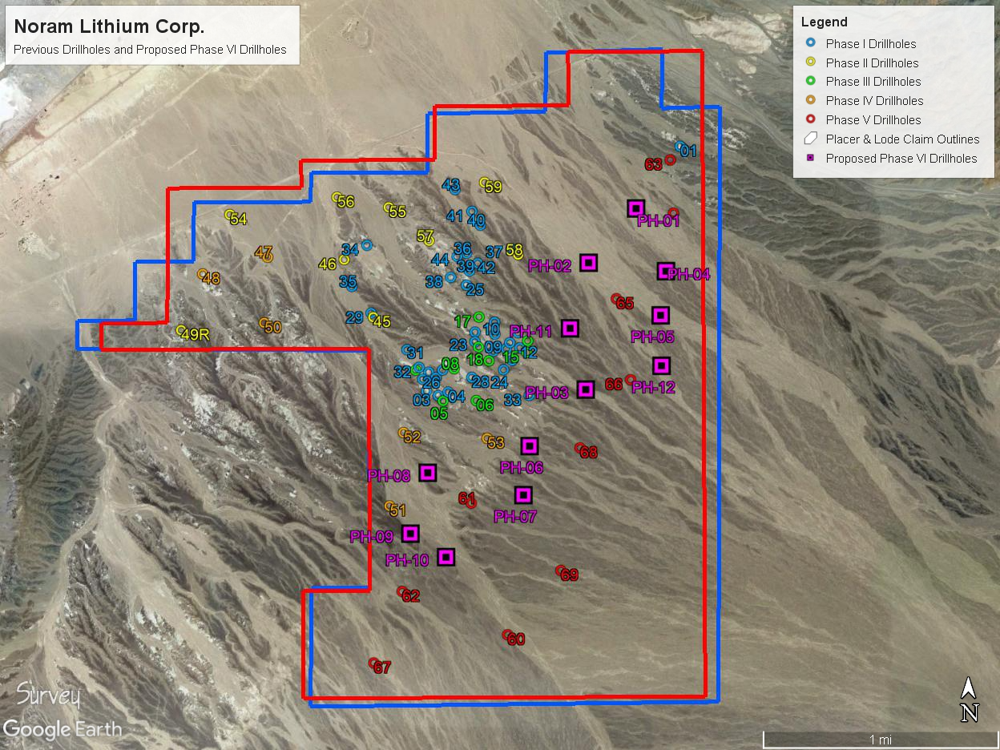 Noram Lithium Corp.
Previous Drillholes and Proposed Phase VI Drillholes
Legend
Phase I Drillholes
Phase II Drillholes
Phase III Drillholes
Phase IV Drillholes
Phase V Drillholes
Placer & Lode Claim Outlines
Proposed Phase VI Drillholes
01
63
43
59
56
55
41
40
54
PH-01
57
34
36
37
58
47
46
44
39
42
PH-02
PH-04
48
35
38
25
65
29
45
17
50
49R
10
PH-11
PH-05
31
23
09
12
18
15
08
32
26
28
24
66
PH-12
03
04
33
PH-03
05
06
52
53
68
PH-06
PH-08
61
51
PH-07
PH-09
PH-10
69
62
60
67
Survey
Google Earth
N
1 mi